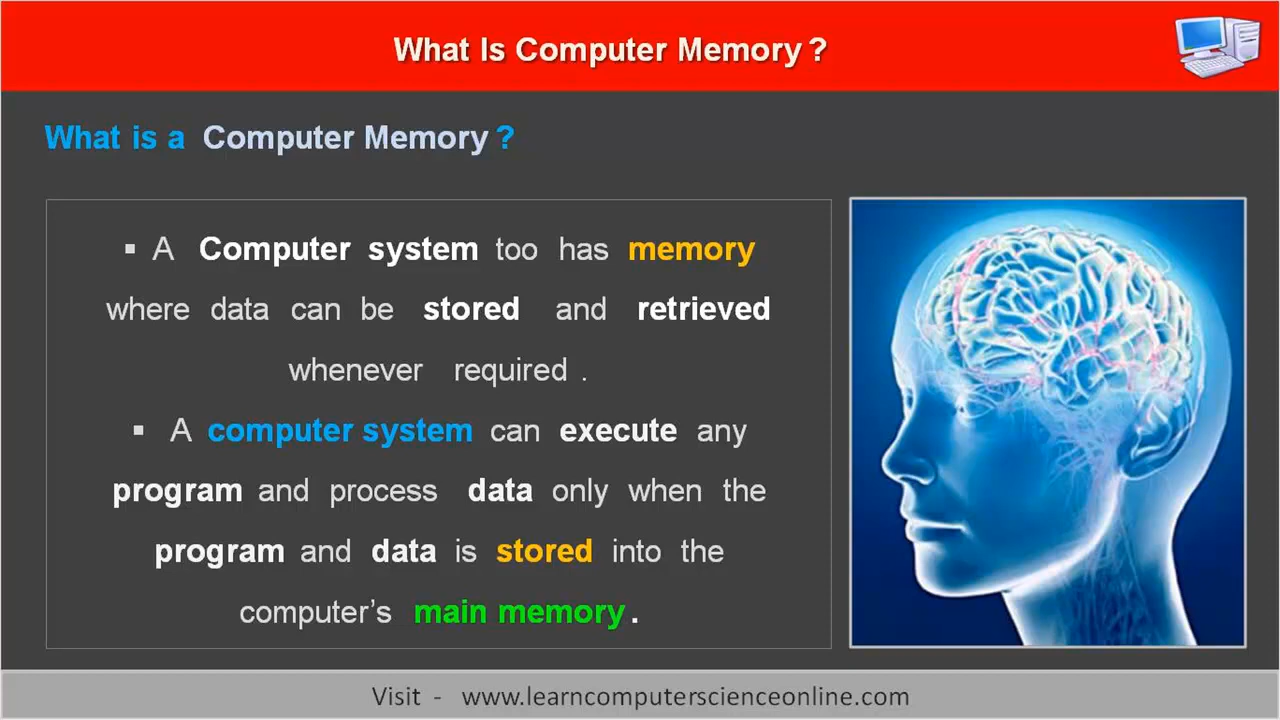 What Is Computer Memory ?
What is a Computer Memory ?
▪ A Computer system too has memory
where data can be stored and retrieved
whenever required .
▪ A computer system can execute any
program and process data only when the
program and data is stored into the
computer’s main memory .
Visit - www.learncomputerscienceonline.com